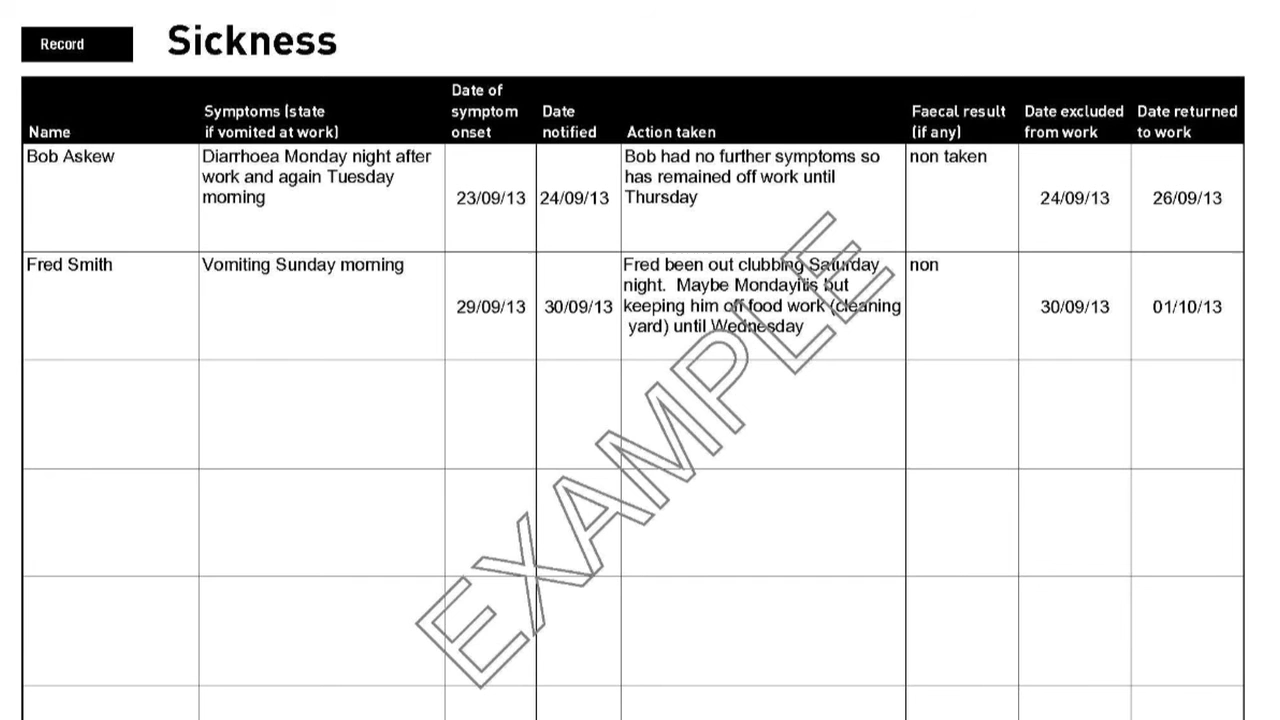 Record
Sickness
Name
Symptoms (state
if vomited at work)
Date of
symptom
onset
Date
notified
Action taken
Faecal result
(if any)
Date excluded
from work
Date returned
to work
Bob Askew
Diarrhoea Monday night after
work and again Tuesday
morning
23/09/13
24/09/13
Bob had no further symptoms so
has remained off work until
Thursday
non taken
24/09/13
26/09/13
Fred Smith
Vomiting Sunday morning
29/09/13
30/09/13
Fred been out clubbing Saturday
night. Maybe Mondayitis but
keeping him off food work (cleaning
yard) until Wednesday
non
30/09/13
01/10/13
EXAMPLE